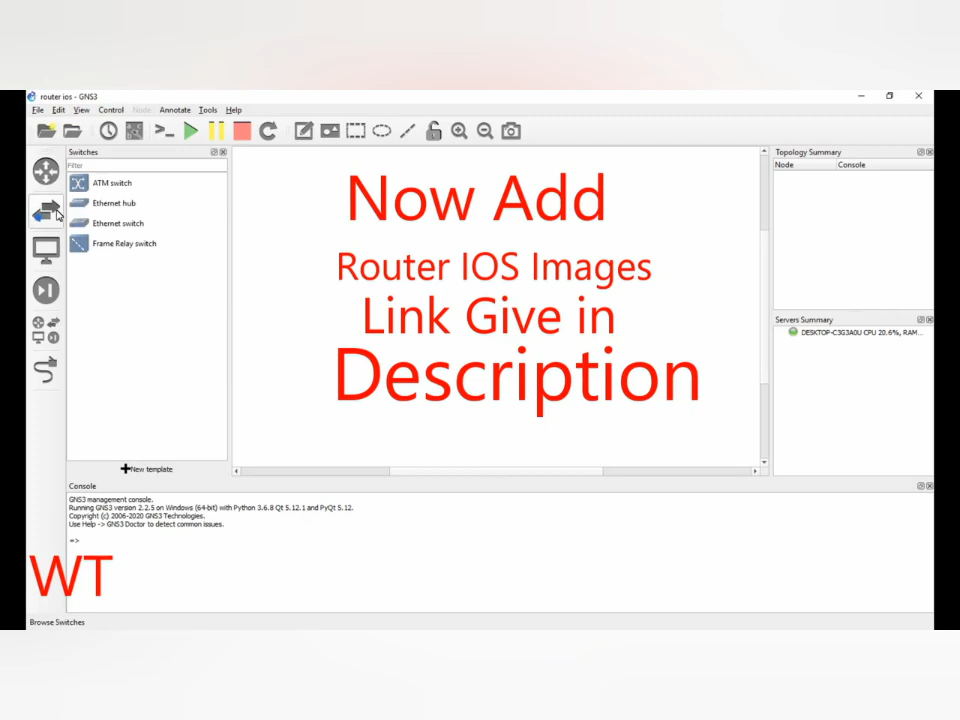 router ios - GNS3
File Edit View Control Node Annotate Tools Help
Switches
Filter
ATM switch
Ethernet hub
Ethernet switch
Frame Relay switch
New template
Now Add
Router IOS Images
Link Give in
Description
Topology Summary
Node Console
Servers Summary
DESKTOP-C3G3A0U CPU 20.6%, RAM...
Console
GNS3 management console.
Running GNS3 version 2.2.5 on Windows (64-bit) with Python 3.6.8 Qt 5.12.1 and PyQt 5.12.
Copyright (c) 2006-2020 GNS3 Technologies.
Use Help -> GNS3 Doctor to detect common issues.
=>
WT
Browse Switches